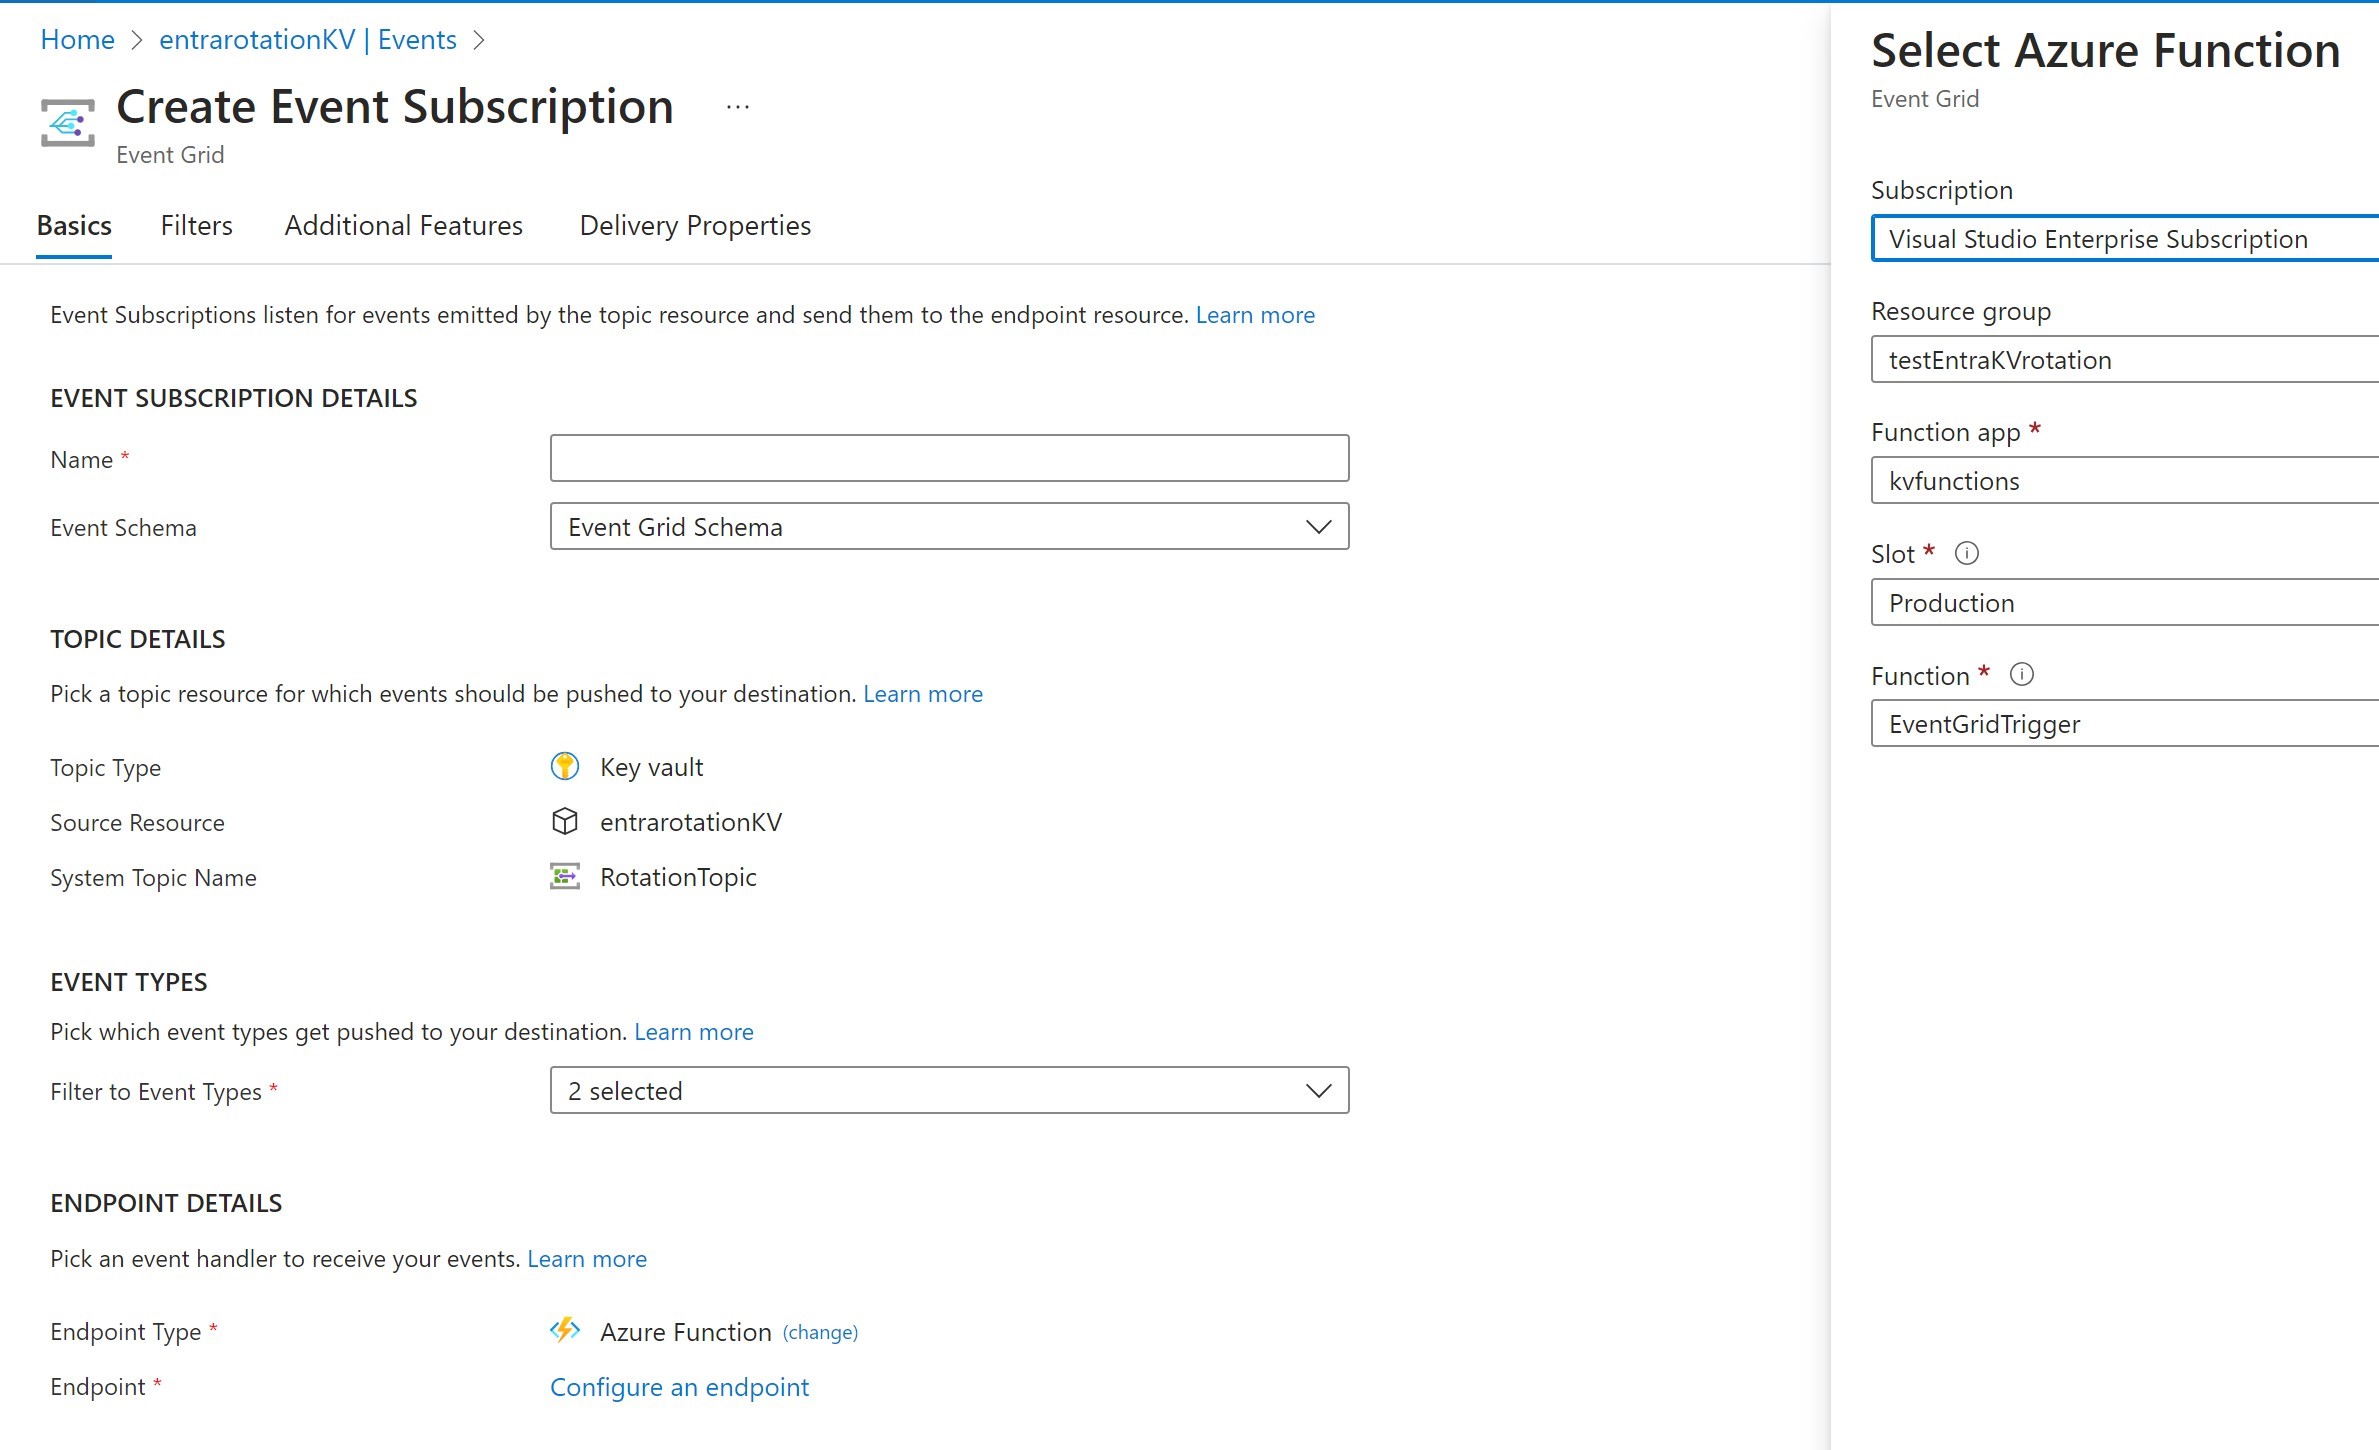 Home > entrarotationKV | Events >
Create Event Subscription ...
Event Grid
Basics Filters Additional Features Delivery Properties
Event Subscriptions listen for events emitted by the topic resource and send them to the endpoint resource. Learn more
EVENT SUBSCRIPTION DETAILS
Name *
Event Schema Event Grid Schema
TOPIC DETAILS
Pick a topic resource for which events should be pushed to your destination. Learn more
Topic Type Key vault
Source Resource entrarotationKV
System Topic Name RotationTopic
EVENT TYPES
Pick which event types get pushed to your destination. Learn more
Filter to Event Types * 2 selected
ENDPOINT DETAILS
Pick an event handler to receive your events. Learn more
Endpoint Type * Azure Function (change)
Endpoint * Configure an endpoint
Select Azure Function
Event Grid
Subscription
Visual Studio Enterprise Subscription
Resource group
testEntraKVrotation
Function app *
kvfunctions
Slot *
Production
Function *
EventGridTrigger